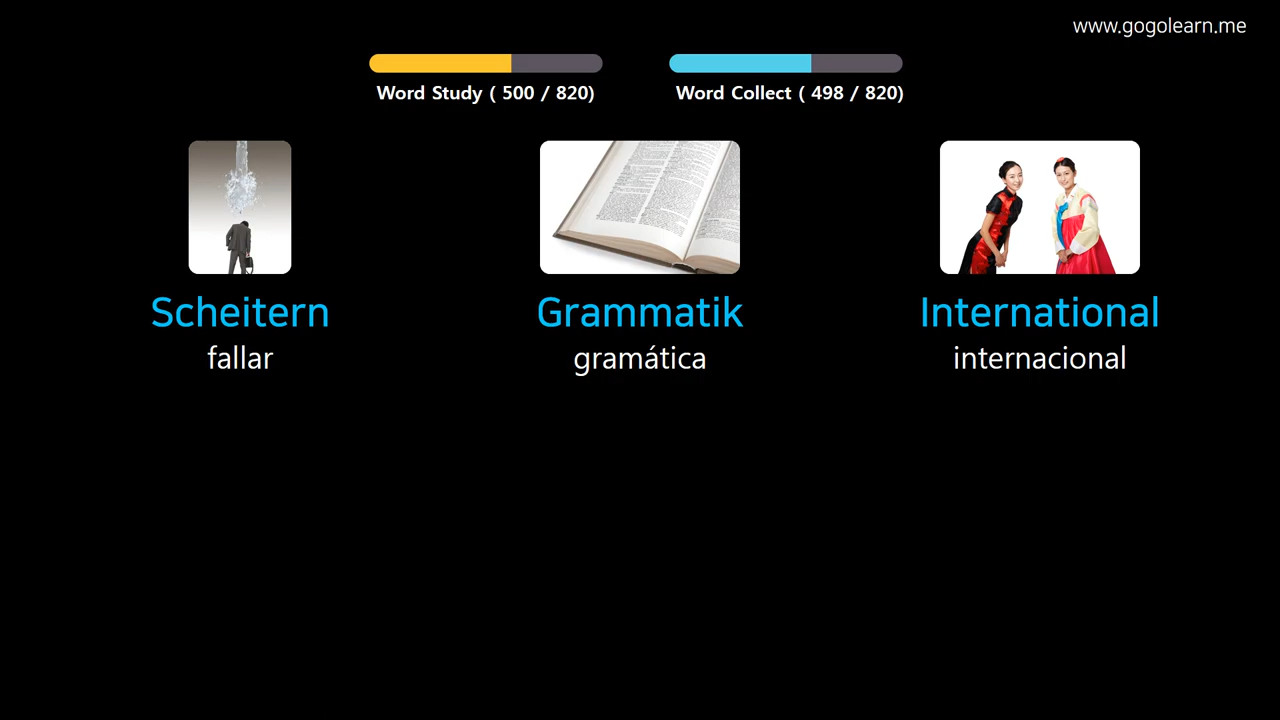 www.gogolearn.me
Word Study ( 500 / 820)
Word Collect ( 498 / 820)
Scheitern
fallar
Grammatik
gramática
International
internacional